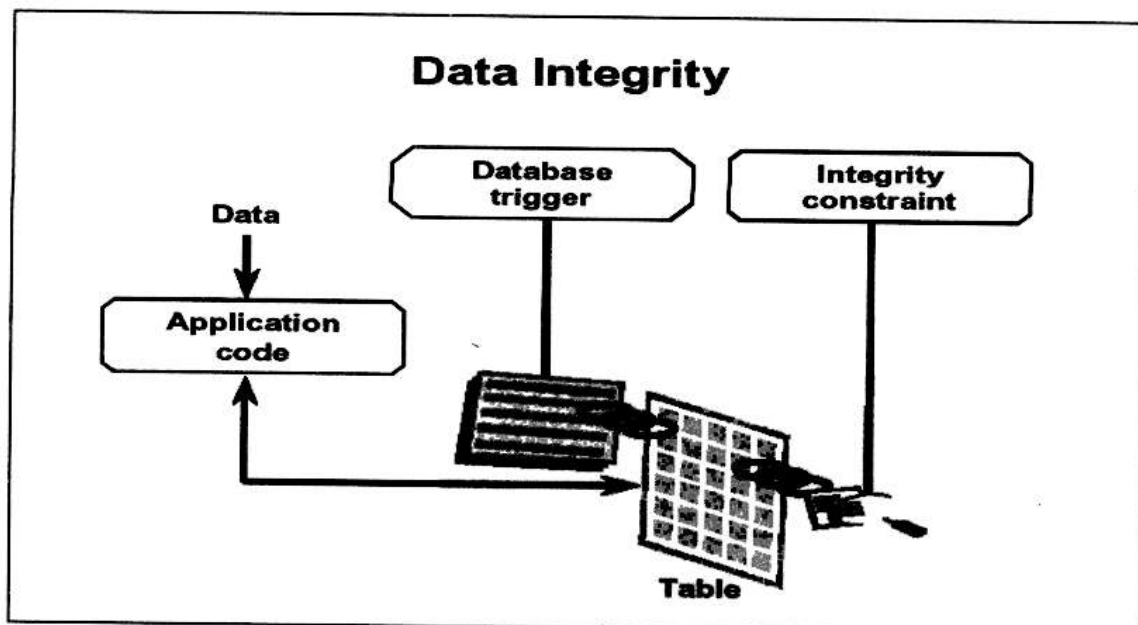 Data Integrity
Database
trigger
Integrity
constraint
Data
Application
code
Table